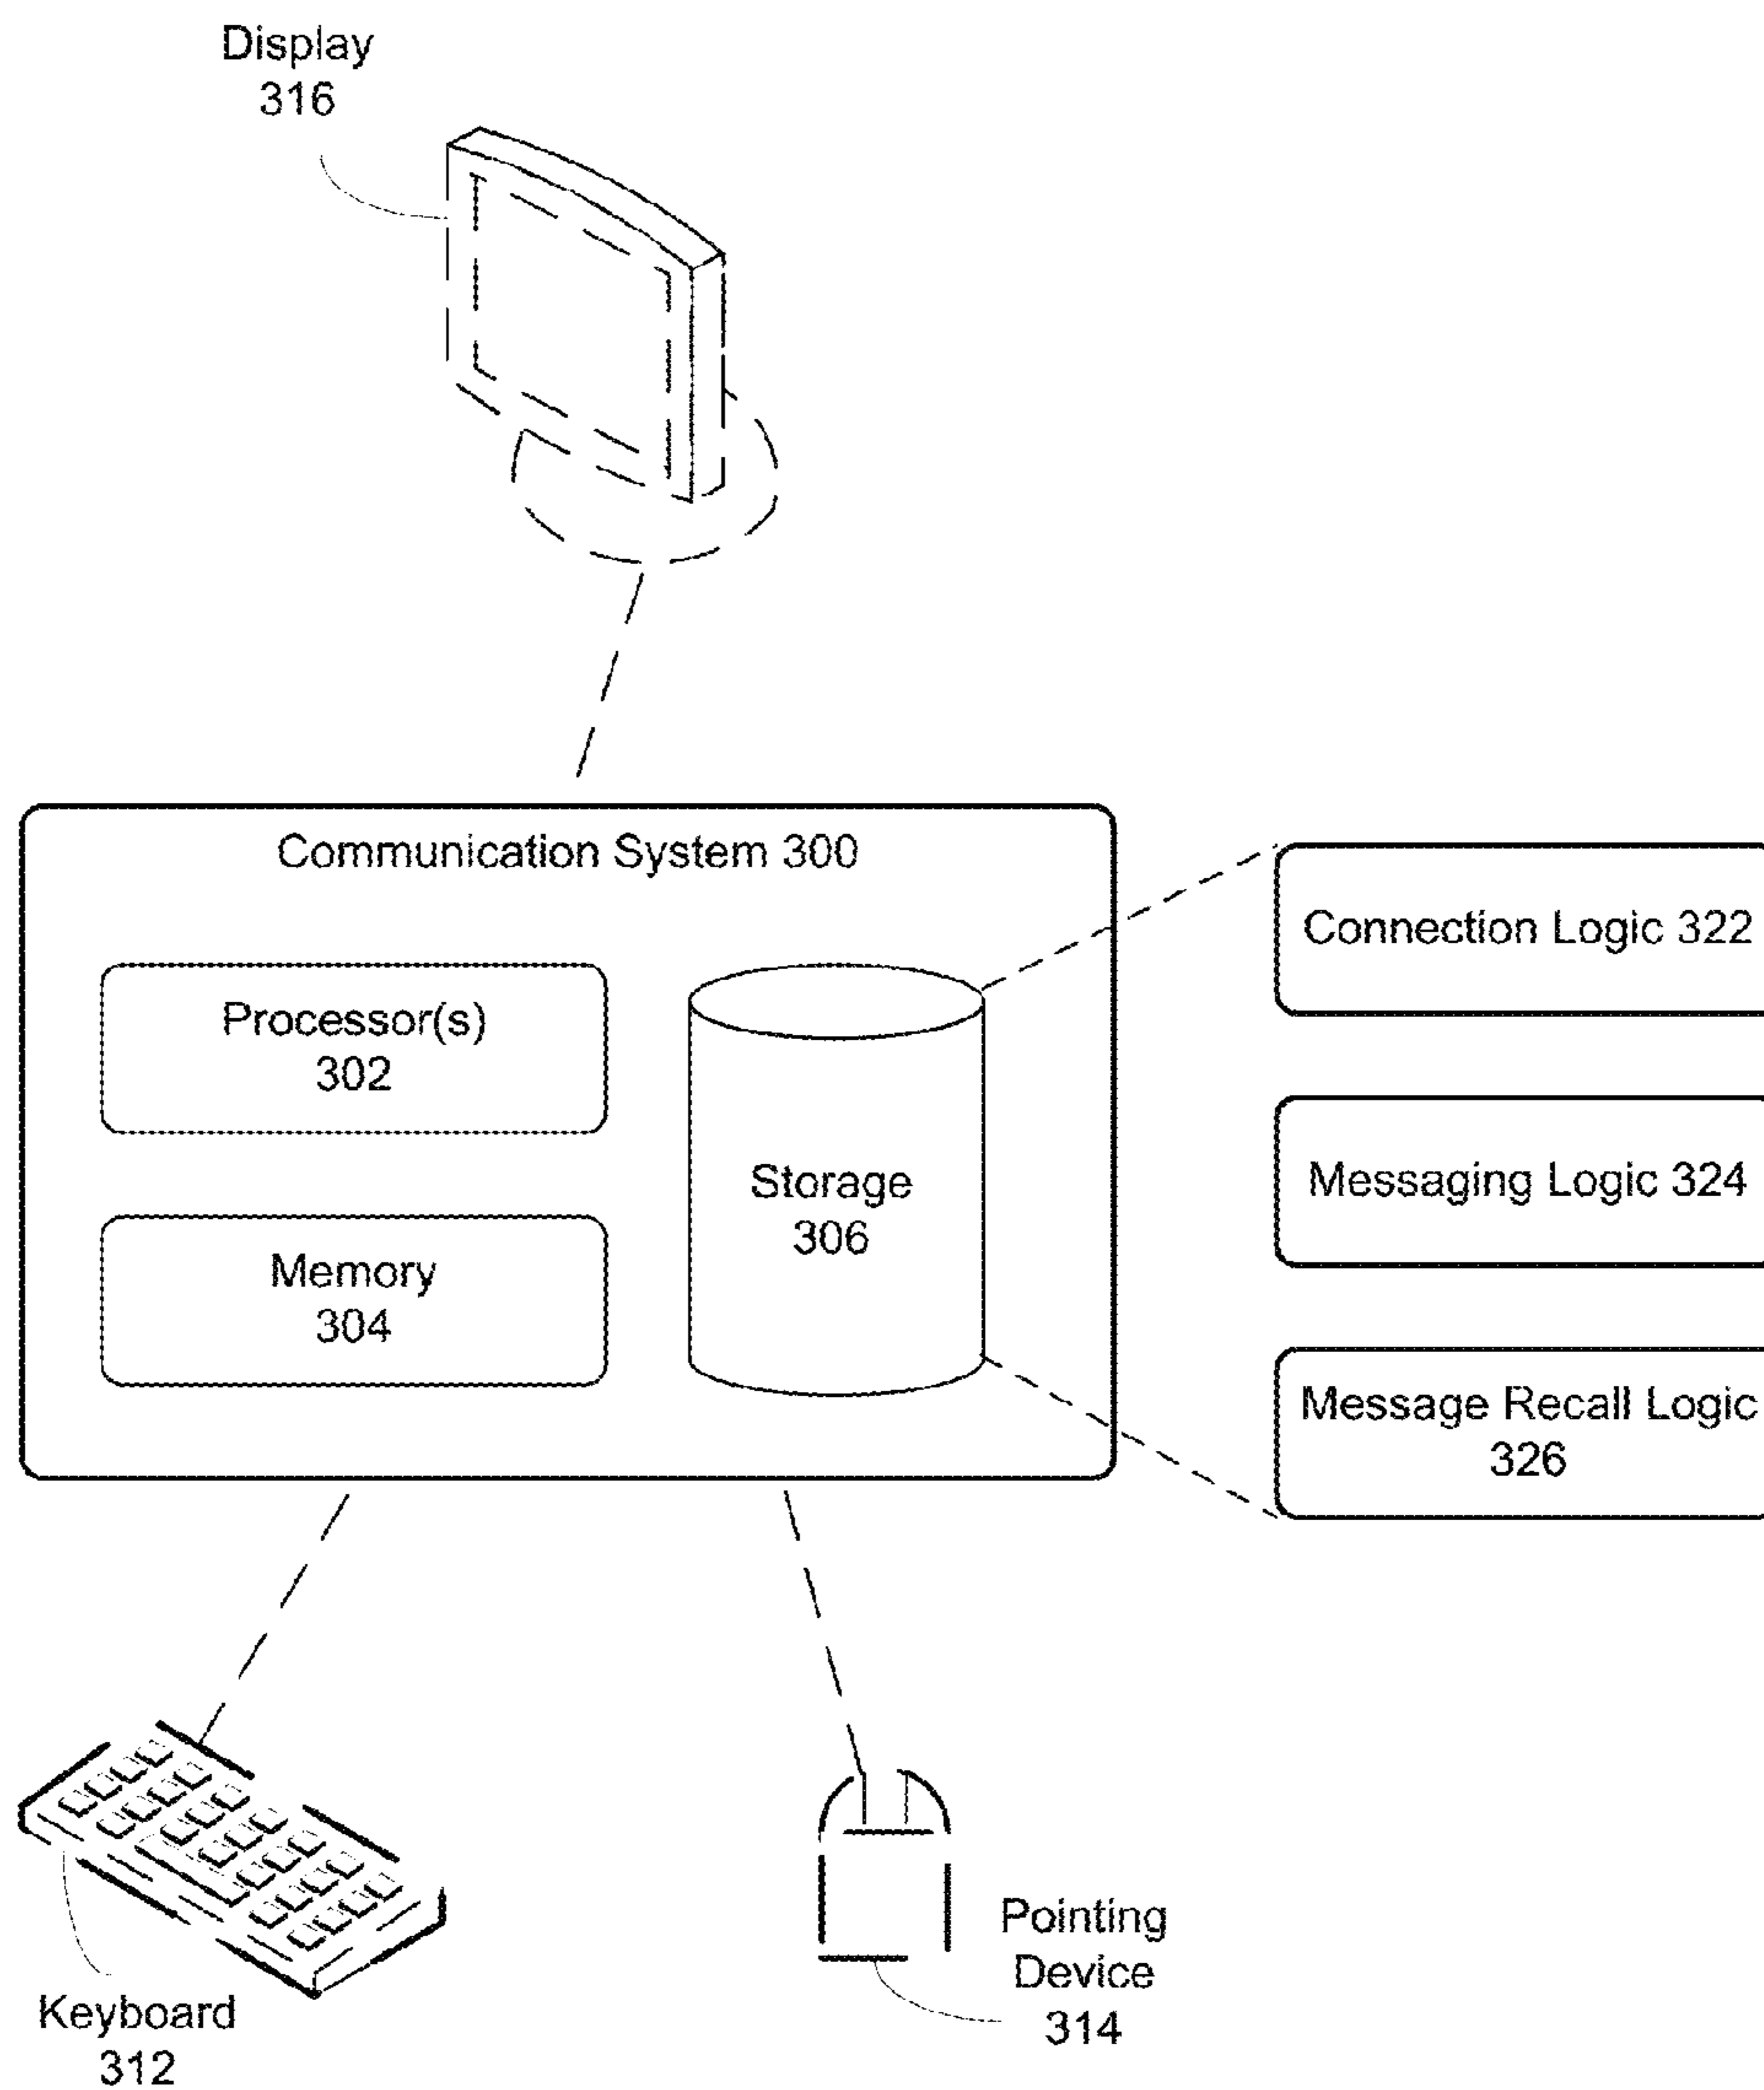 Display
316
Communication System 300
Processor(s)
302
Memory
304
Storage
306
Connection Logic 322
Messaging Logic 324
Message Recall Logic
326
Keyboard
312
Pointing
Device
314